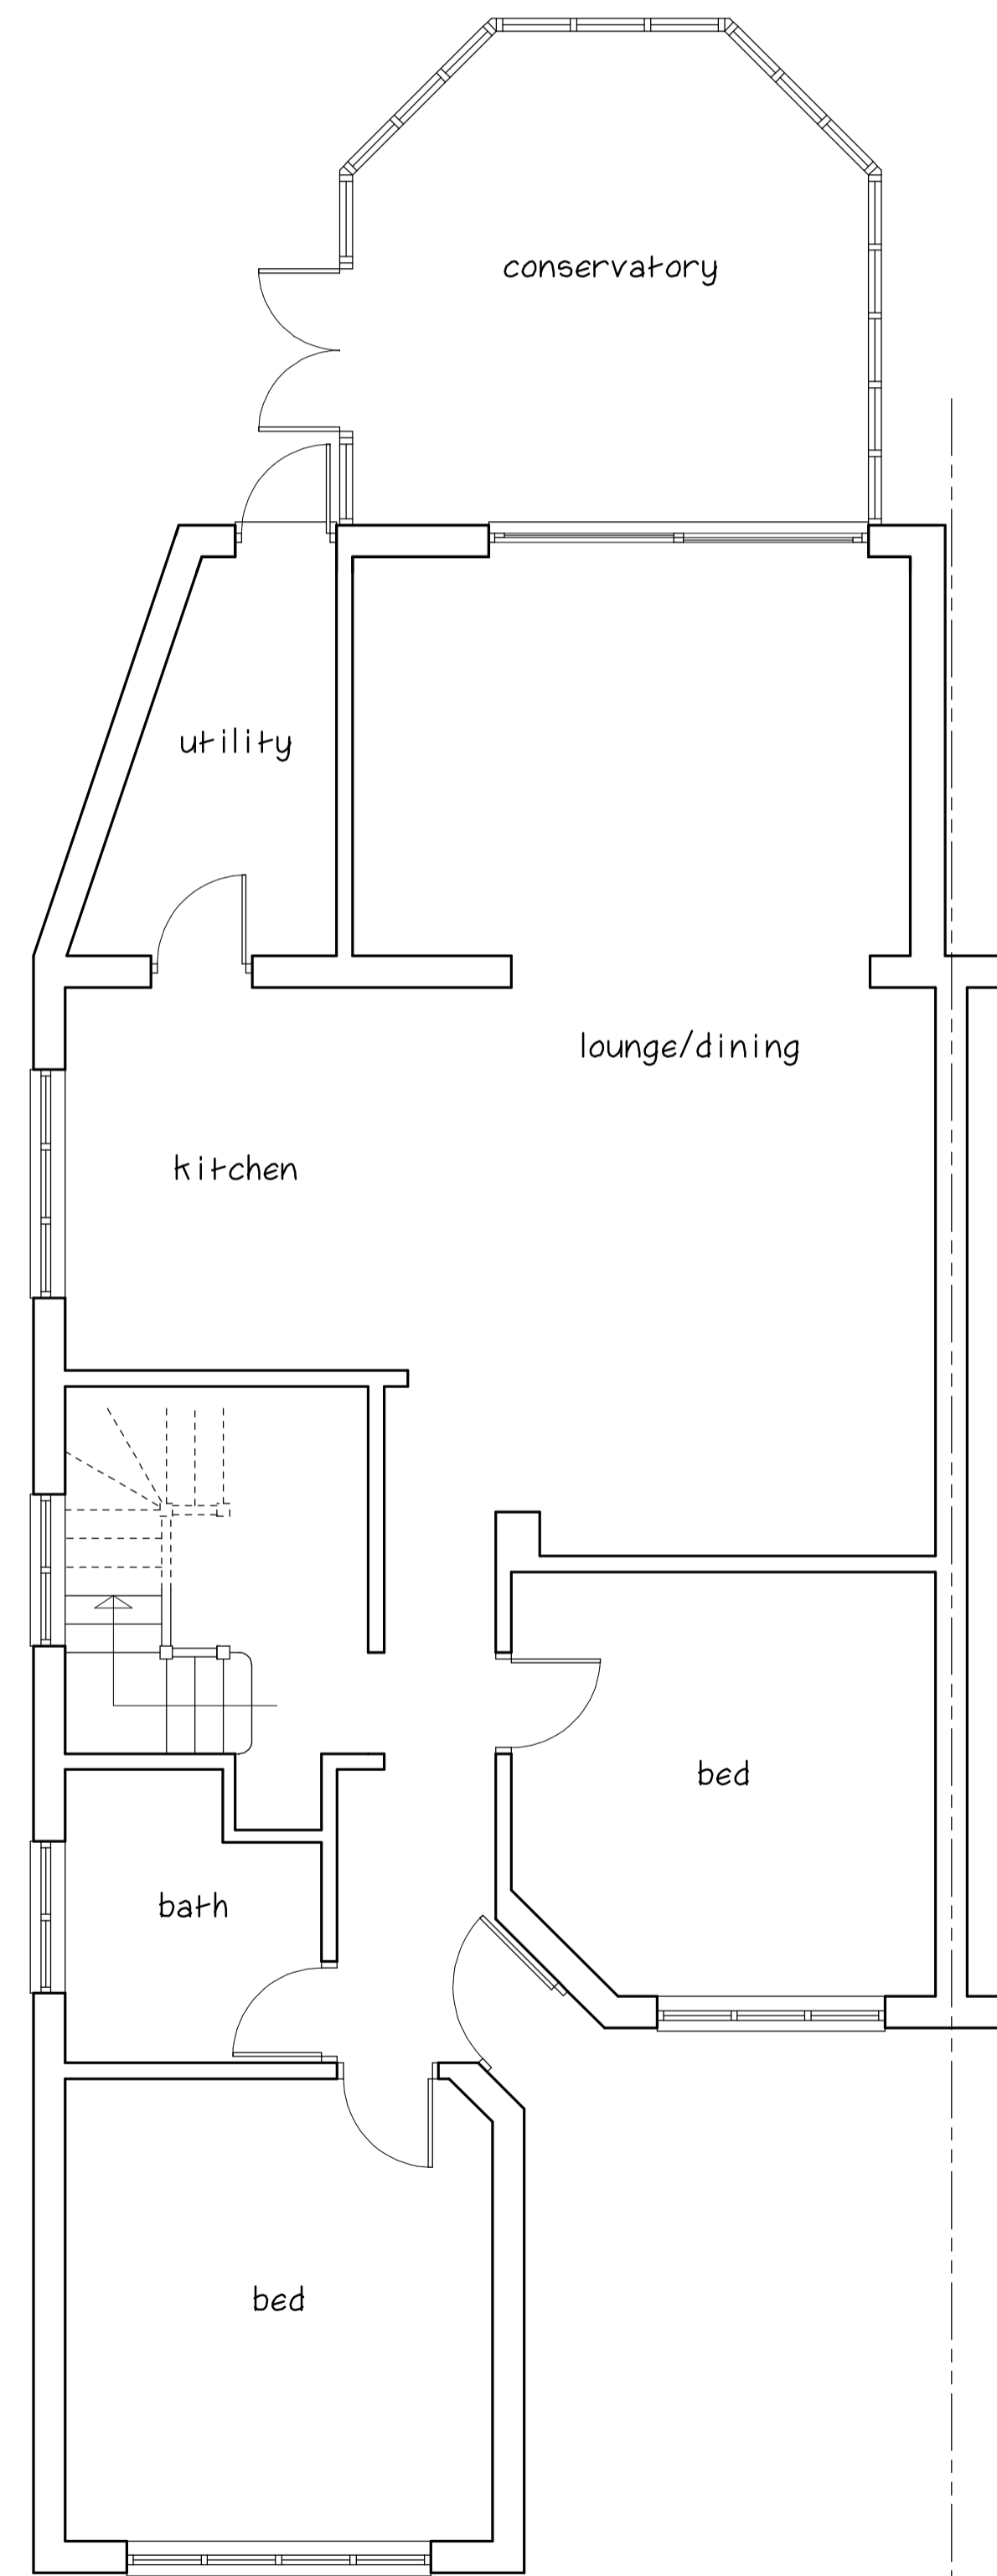 conservatory
utility
lounge/dining
kitchen
bed
bath
bed